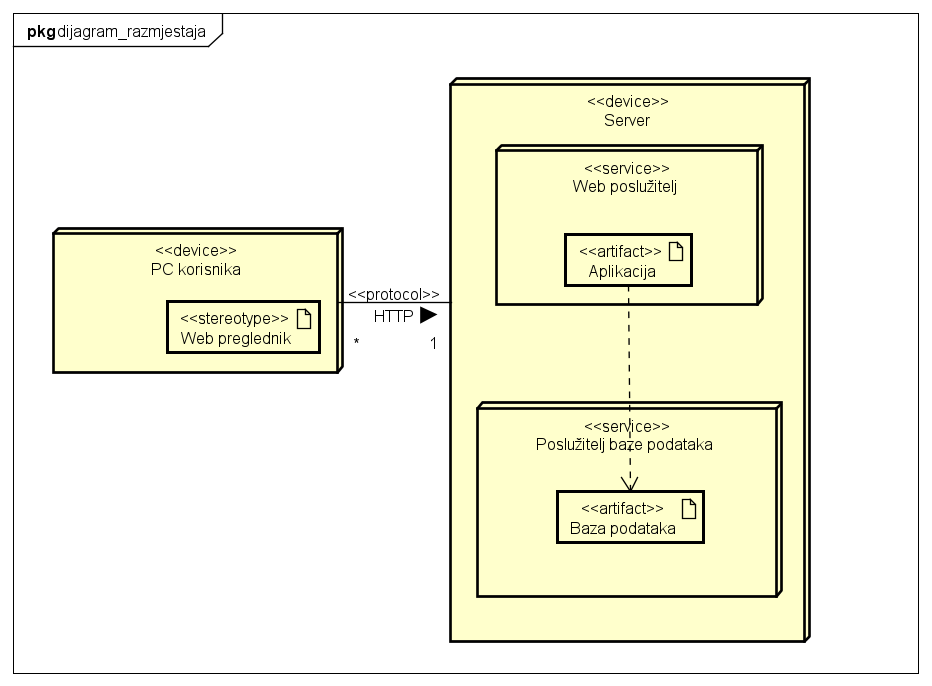 pkg dijagram_razmjestaja
<<device>>
PC korisnika
<<stereotype>>
Web preglednik
<<protocol>>
HTTP
*
1
<<device>>
Server
<<service>>
Web poslužitelj
<<artifact>>
Aplikacija
<<service>>
Poslužitelj baze podataka
<<artifact>>
Baza podataka